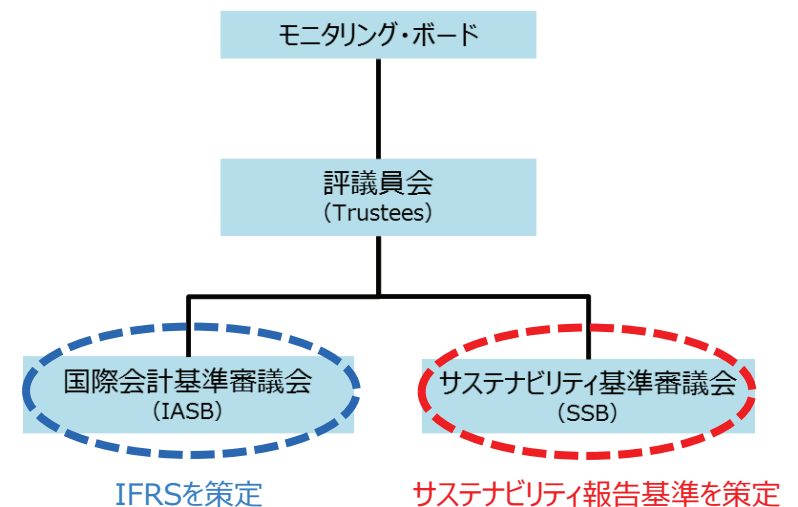 モニタリング・ボード
評議員会
（Trustees）
国際会計基準審議会
（IASB）
サステナビリティ基準審議会
（SSB）
IFRSを策定
サステナビリティ報告基準を策定